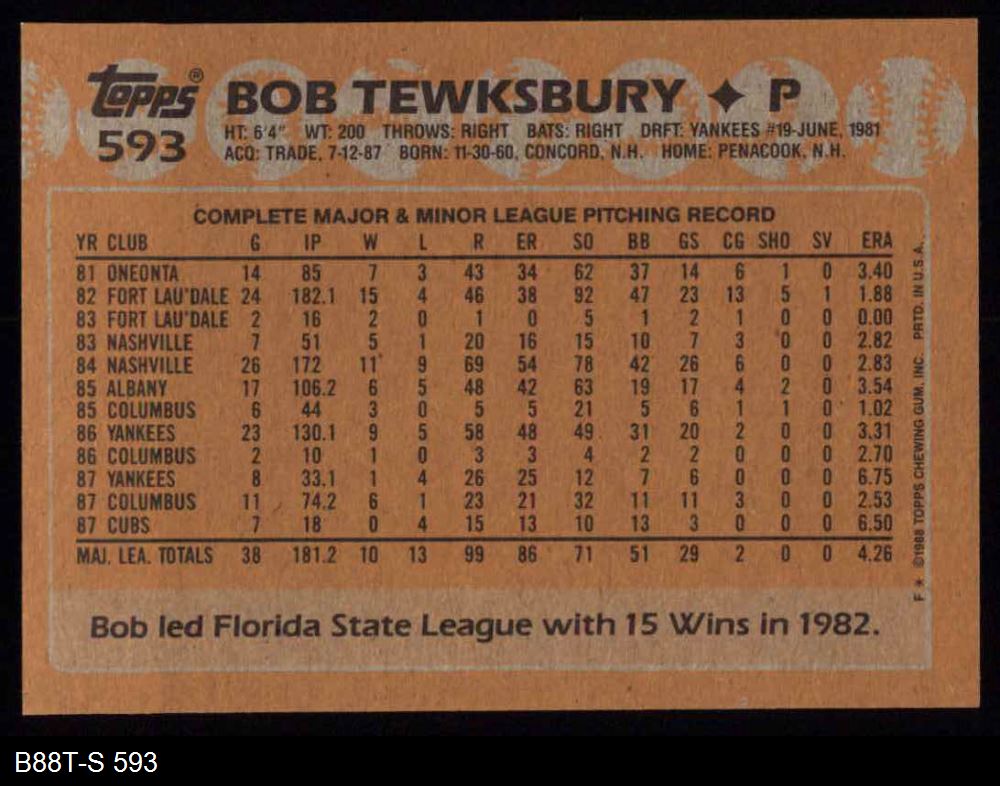 Topps® BOB TEWKSBURY ✦ P
593
HT: 6'4" WT: 200 THROWS: RIGHT BATS: RIGHT DRFT: YANKEES #19-JUNE, 1981
ACQ: TRADE, 7-12-87 BORN: 11-30-60, CONCORD, N.H. HOME: PENACOOK, N.H.
COMPLETE MAJOR & MINOR LEAGUE PITCHING RECORD
YR CLUB G IP W L R ER SO BB GS CG SHO SV ERA
81 ONEONTA 14 85 7 3 43 34 62 37 14 6 1 0 3.40
82 FORT LAU'DALE 24 182.1 15 4 46 38 92 47 23 13 5 1 1.88
83 FORT LAU'DALE 2 16 2 0 1 0 5 1 2 1 0 0 0.00
83 NASHVILLE 7 51 5 1 20 16 15 10 7 3 0 0 2.82
84 NASHVILLE 26 172 11 9 69 54 78 42 26 6 0 0 2.83
85 ALBANY 17 106.2 6 5 48 42 63 19 17 4 2 0 3.54
85 COLUMBUS 6 44 3 0 5 5 21 5 6 1 1 0 1.02
86 YANKEES 23 130.1 9 5 58 48 49 31 20 2 0 0 3.31
86 COLUMBUS 2 10 1 0 3 3 4 2 2 0 0 0 2.70
87 YANKEES 8 33.1 1 4 26 25 12 7 6 0 0 0 6.75
87 COLUMBUS 11 74.2 6 1 23 21 32 11 11 3 0 0 2.53
87 CUBS 7 18 0 4 15 13 10 13 3 0 0 0 6.50
MAJ. LEA. TOTALS 38 181.2 10 13 99 86 71 51 29 2 0 0 4.26
Bob led Florida State League with 15 Wins in 1982.
F * ©1988 TOPPS CHEWING GUM, INC. PRTD. IN U.S.A.
B88T-S 593